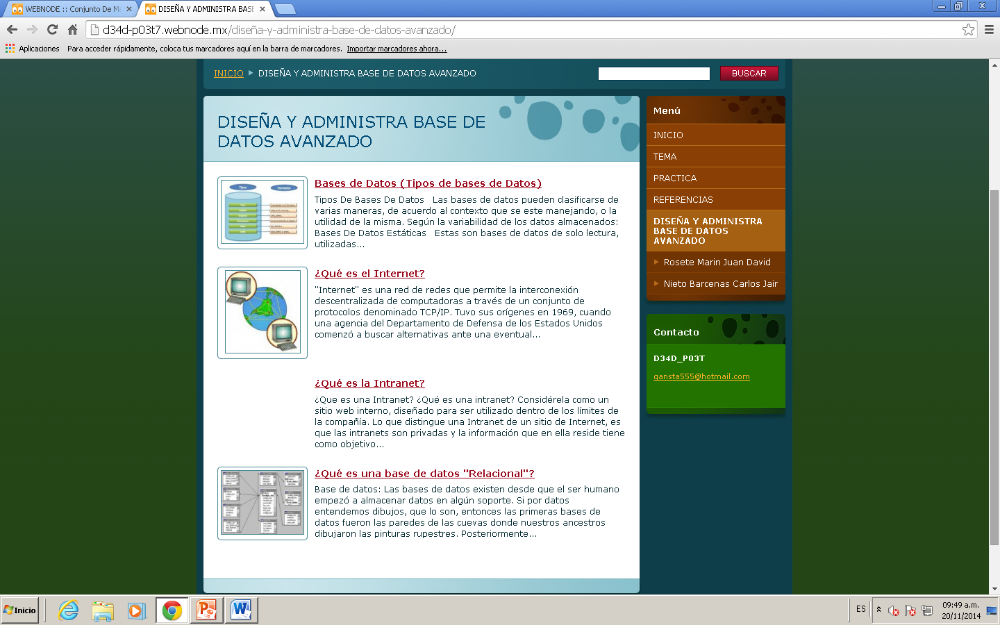 WEBNODE :: Conjunto De M
DISEÑA Y ADMINISTRA BASE
d34d-p03t7.webnode.mx/diseña-y-administra-base-de-datos-avanzado/
Aplicaciones Para acceder rápidamente, coloca tus marcadores aquí en la barra de marcadores. Importar marcadores ahora...
INICIO DISEÑA Y ADMINISTRA BASE DE DATOS AVANZADO
BUSCAR
DISEÑA Y ADMINISTRA BASE DE
DATOS AVANZADO
Tipos Formatos
Bases de Datos (Tipos de bases de Datos)
Tipos De Bases De Datos   Las bases de datos pueden clasificarse de
varias maneras, de acuerdo al contexto que se este manejando, o la
utilidad de la misma. Según la variabilidad de los datos almacenados:
Bases De Datos Estáticas   Estas son bases de datos de solo lectura,
utilizadas...
¿Qué es el Internet?
"Internet" es una red de redes que permite la interconexión
descentralizada de computadoras a través de un conjunto de
protocolos denominado TCP/IP. Tuvo sus orígenes en 1969, cuando
una agencia del Departamento de Defensa de los Estados Unidos
comenzó a buscar alternativas ante una eventual...
¿Qué es la Intranet?
¿Que es una Intranet? ¿Qué es una intranet? Considérela como un
sitio web interno, diseñado para ser utilizado dentro de los límites de
la compañía. Lo que distingue una Intranet de un sitio de Internet, es
que las intranets son privadas y la información que en ella reside tiene
como objetivo...
¿Qué es una base de datos "Relacional"?
Base de datos: Las bases de datos existen desde que el ser humano
empezó a almacenar datos en algún soporte. Si por datos
entendemos dibujos, que lo son, entonces las primeras bases de
datos fueron las paredes de las cuevas donde nuestros ancestros
dibujaron las pinturas rupestres. Posteriormente...
Menú
INICIO
TEMA
PRACTICA
REFERENCIAS
DISEÑA Y ADMINISTRA
BASE DE DATOS
AVANZADO
Rosete Marin Juan David
Nieto Barcenas Carlos Jair
Contacto
D34D_P03T
gansta555@hotmail.com
Inicio
ES
09:49 a.m.
20/11/2014